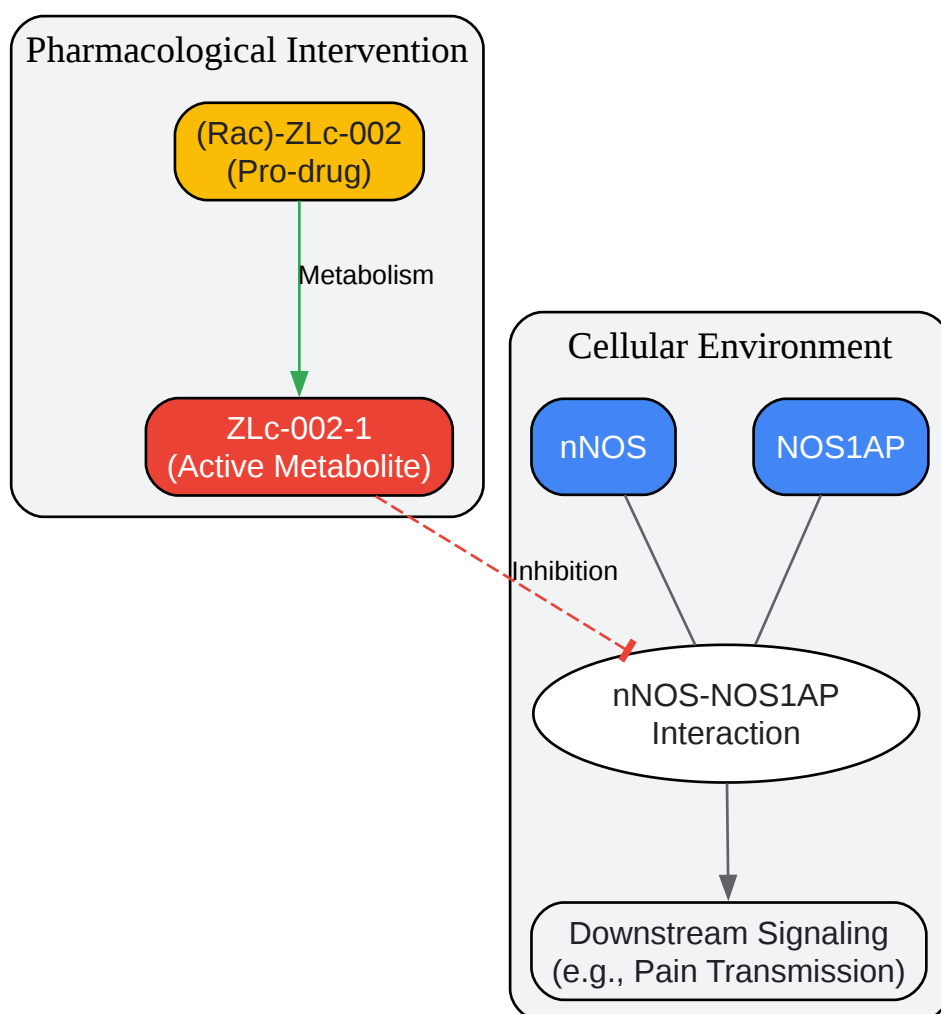 Pharmacological Intervention
(Rac)-ZLc-002
(Pro-drug)
Metabolism
ZLc-002-1
(Active Metabolite)
Cellular Environment
nNOS
NOS1AP
Inhibition
nNOS-NOS1AP
Interaction
Downstream Signaling
(e.g., Pain Transmission)